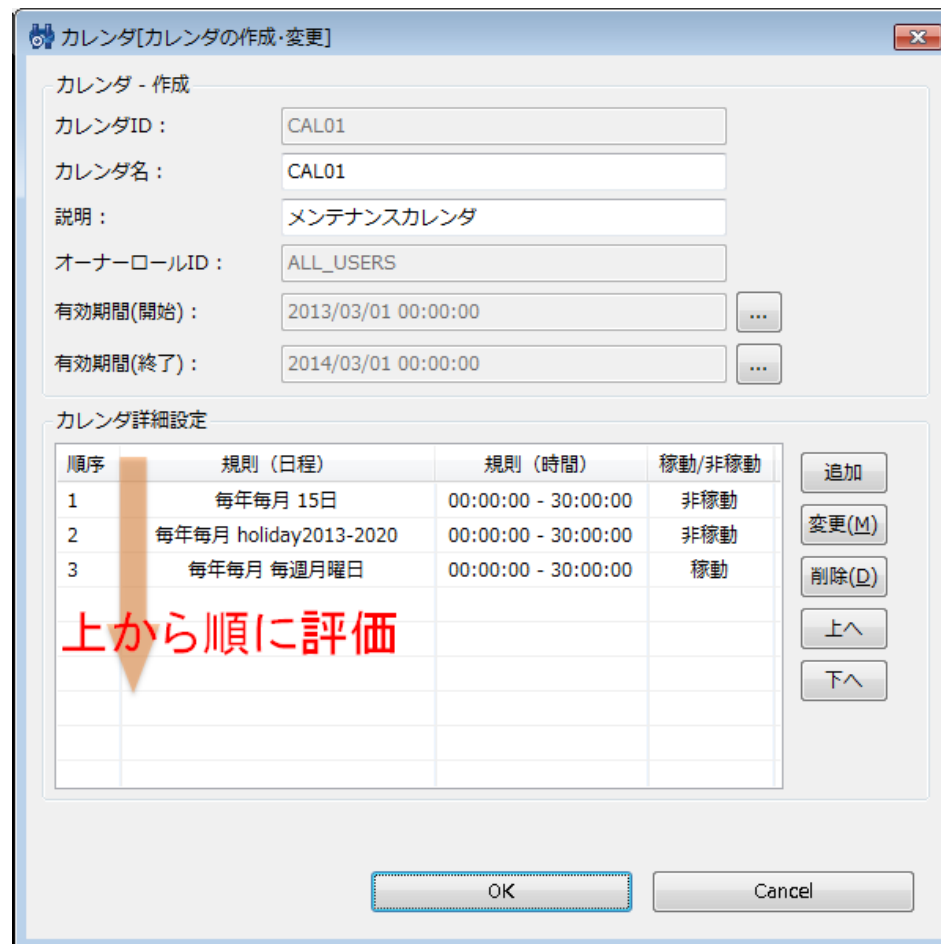 カレンダ[カレンダの作成・変更]
カレンダ - 作成
カレンダID： CAL01
カレンダ名： CAL01
説明： メンテナンスカレンダ
オーナーロールID： ALL_USERS
有効期間(開始)： 2013/03/01 00:00:00 ...
有効期間(終了)： 2014/03/01 00:00:00 ...
カレンダ詳細設定
順序 規則（日程） 規則（時間） 稼動/非稼動
1 毎年毎月 15日 00:00:00 - 30:00:00 非稼動
2 毎年毎月 holiday2013-2020 00:00:00 - 30:00:00 非稼動
3 毎年毎月 毎週月曜日 00:00:00 - 30:00:00 稼動
上から順に評価
追加
変更(M)
削除(D)
上へ
下へ
OK Cancel